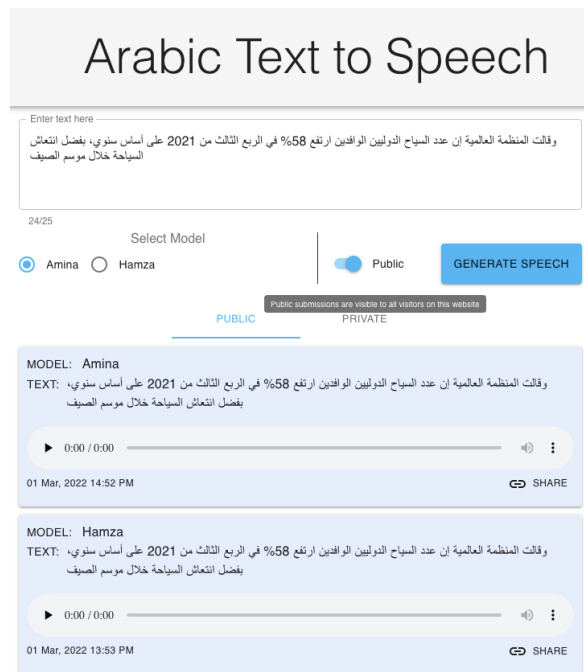 Arabic Text to Speech
Enter text here
وقالت المنظمة العالمية إن عدد السياح الدوليين الوافدين ارتفع 58% في الربع الثالث من 2021 على أساس سنوي، بفضل انتعاش
السياحة خلال موسم الصيف
24/25
Select Model
Amina Hamza Public GENERATE SPEECH
Public submissions are visible to all visitors on this website
PUBLIC PRIVATE
MODEL: Amina
TEXT: وقالت المنظمة العالمية إن عدد السياح الدوليين الوافدين ارتفع 58% في الربع الثالث من 2021 على أساس سنوي،
بفضل انتعاش السياحة خلال موسم الصيف
0:00 / 0:00
01 Mar, 2022 14:52 PM SHARE
MODEL: Hamza
TEXT: وقالت المنظمة العالمية إن عدد السياح الدوليين الوافدين ارتفع 58% في الربع الثالث من 2021 على أساس سنوي،
بفضل انتعاش السياحة خلال موسم الصيف
0:00 / 0:00
01 Mar, 2022 13:53 PM SHARE